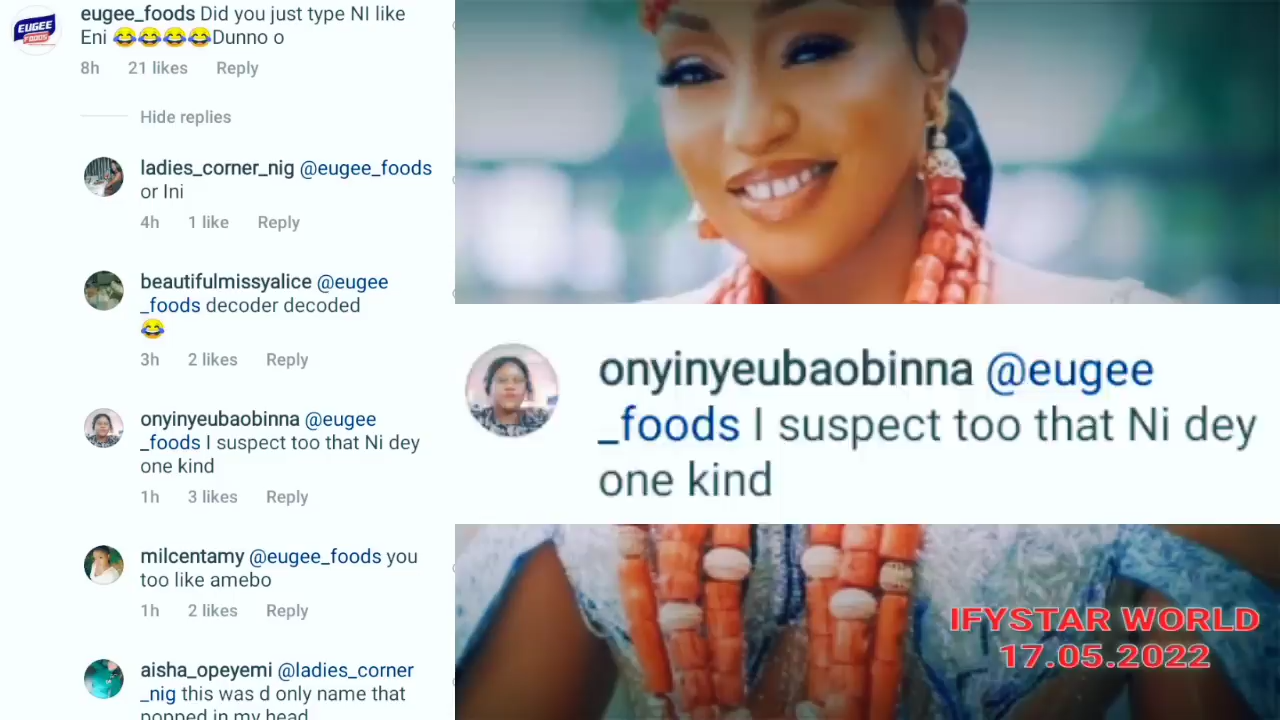 EUGEE
FOODS
eugee_foods Did you just type NI like
Eni 😂😂😂😂Dunno o
8h 21 likes Reply
Hide replies
ladies_corner_nig @eugee_foods
or Ini
4h 1 like Reply
beautifulmissyalice @eugee
_foods decoder decoded
😂
3h 2 likes Reply
onyinyeubaobinna @eugee
_foods I suspect too that Ni dey
one kind
1h 3 likes Reply
milcentamy @eugee_foods you
too like amebo
1h 2 likes Reply
aisha_opeyemi @ladies_corner
_nig this was d only name that
popped in my head
onyinyeubaobinna @eugee
_foods I suspect too that Ni dey
one kind
IFYSTAR WORLD
17.05.2022